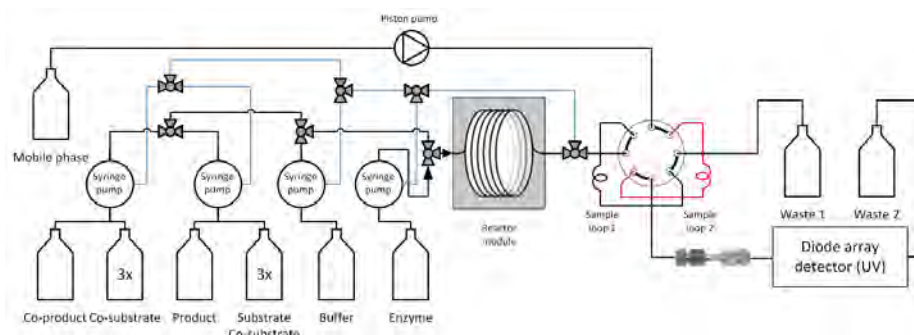 Piston pump
Mobile phase
Syringe
pump
Syringe
pump
Syringe
pump
Syringe
pump
Reactor
module
Sample
loop 1
Sample
loop 2
Waste 1
Waste 2
Diode array
detector (UV)
3x
3x
Co-product
Co-substrate
Product
Substrate
Co-substrate
Buffer
Enzyme